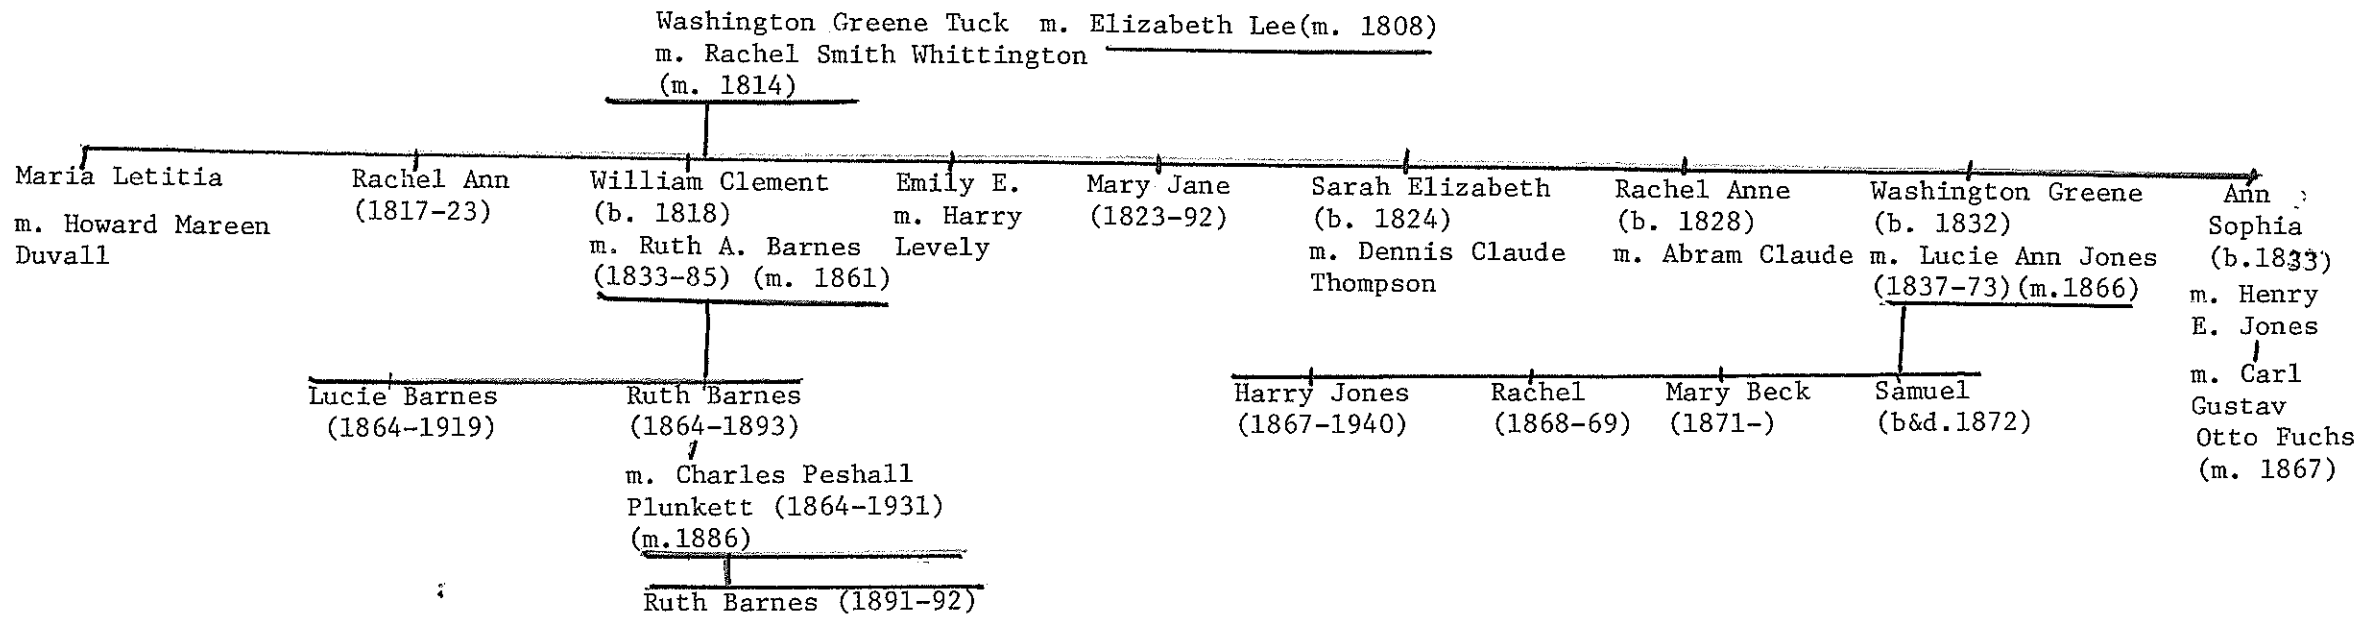 Washington Greene Tuck m. Elizabeth Lee(m. 1808)
m. Rachel Smith Whittington
(m. 1814)
Maria Letitia
m. Howard Mareen
Duvall
Rachel Ann
(1817-23)
William Clement
(b. 1818)
m. Ruth A. Barnes
(1833-85) (m. 1861)
Emily E.
m. Harry
Levely
Mary Jane
(1823-92)
Sarah Elizabeth
(b. 1824)
m. Dennis Claude
Thompson
Rachel Anne
(b. 1828)
m. Abram Claude
Washington Greene
(b. 1832)
m. Lucie Ann Jones
(1837-73)(m.1866)
Ann
Sophia
(b.1833)
m. Henry
E. Jones
m. Carl
Gustav
Otto Fuchs
(m. 1867)
Lucie Barnes
(1864-1919)
Ruth Barnes
(1864-1893)
m. Charles Peshall
Plunkett (1864-1931)
(m.1886)
Ruth Barnes (1891-92)
Harry Jones
(1867-1940)
Rachel
(1868-69)
Mary Beck
(1871-)
Samuel
(b&d.1872)